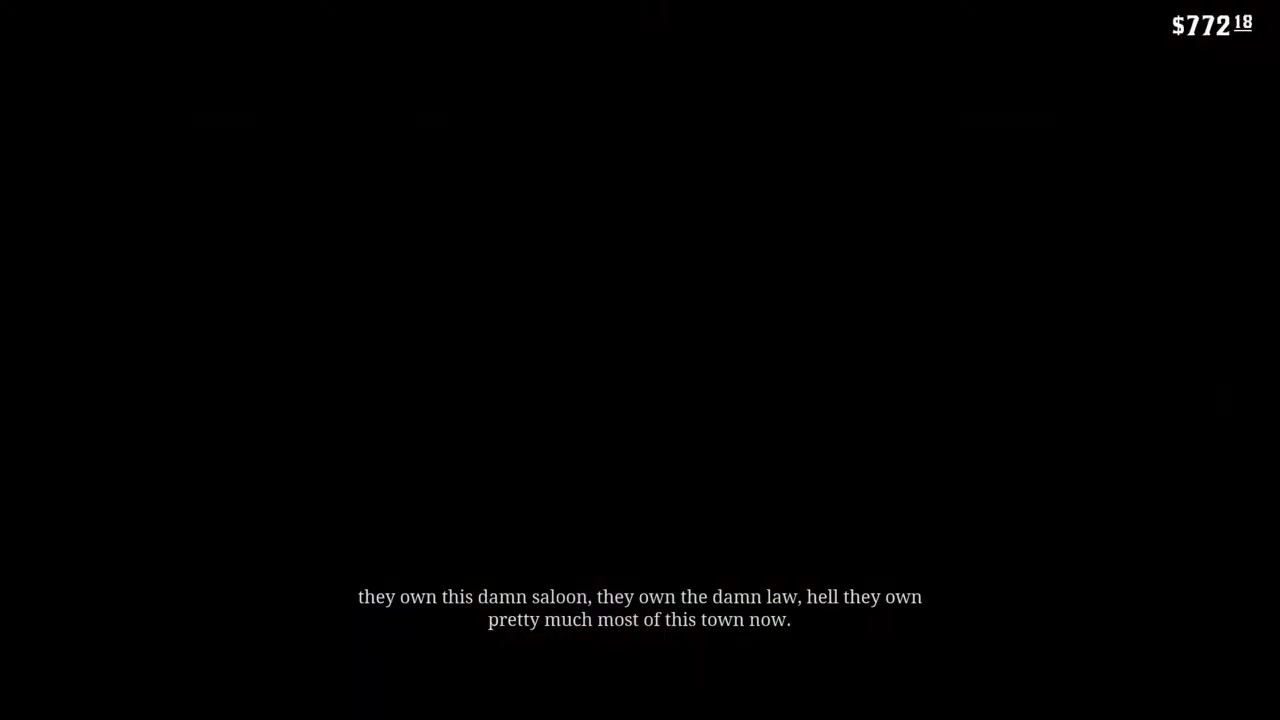 $772 18
they own this damn saloon, they own the damn law, hell they own
pretty much most of this town now.